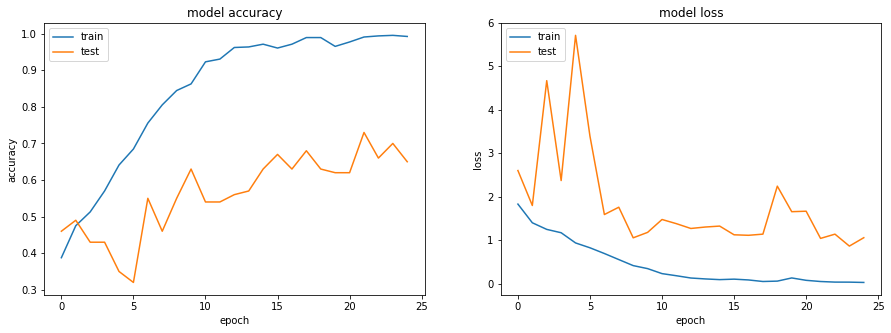 model accuracy
train
test
1.0
0.9
0.8
0.7
0.6
0.5
0.4
0.3
accuracy
0 5 10 15 20 25
epoch
model loss
train
test
6
5
4
3
2
1
0
loss
0 5 10 15 20 25
epoch